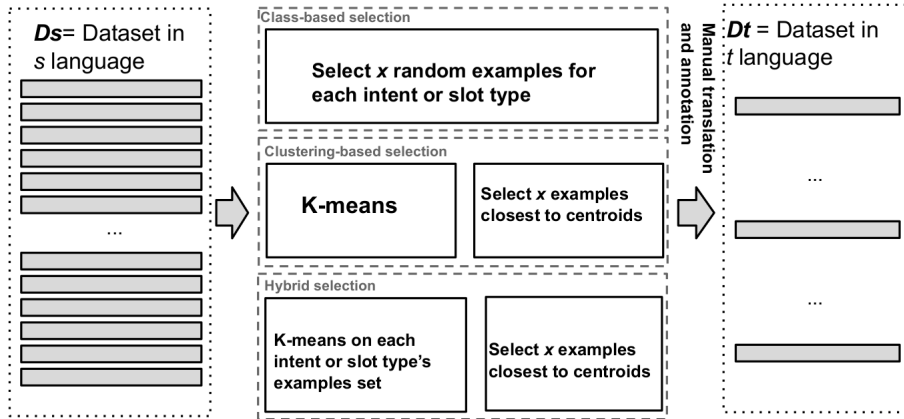 Ds= Dataset in
s language
...
Class-based selection
Select x random examples for
each intent or slot type
Clustering-based selection
K-means
Select x examples
closest to centroids
Hybrid selection
K-means on each
intent or slot type's
examples set
Select x examples
closest to centroids
Manual translation
and annotation
Dt = Dataset in
t language
...
...